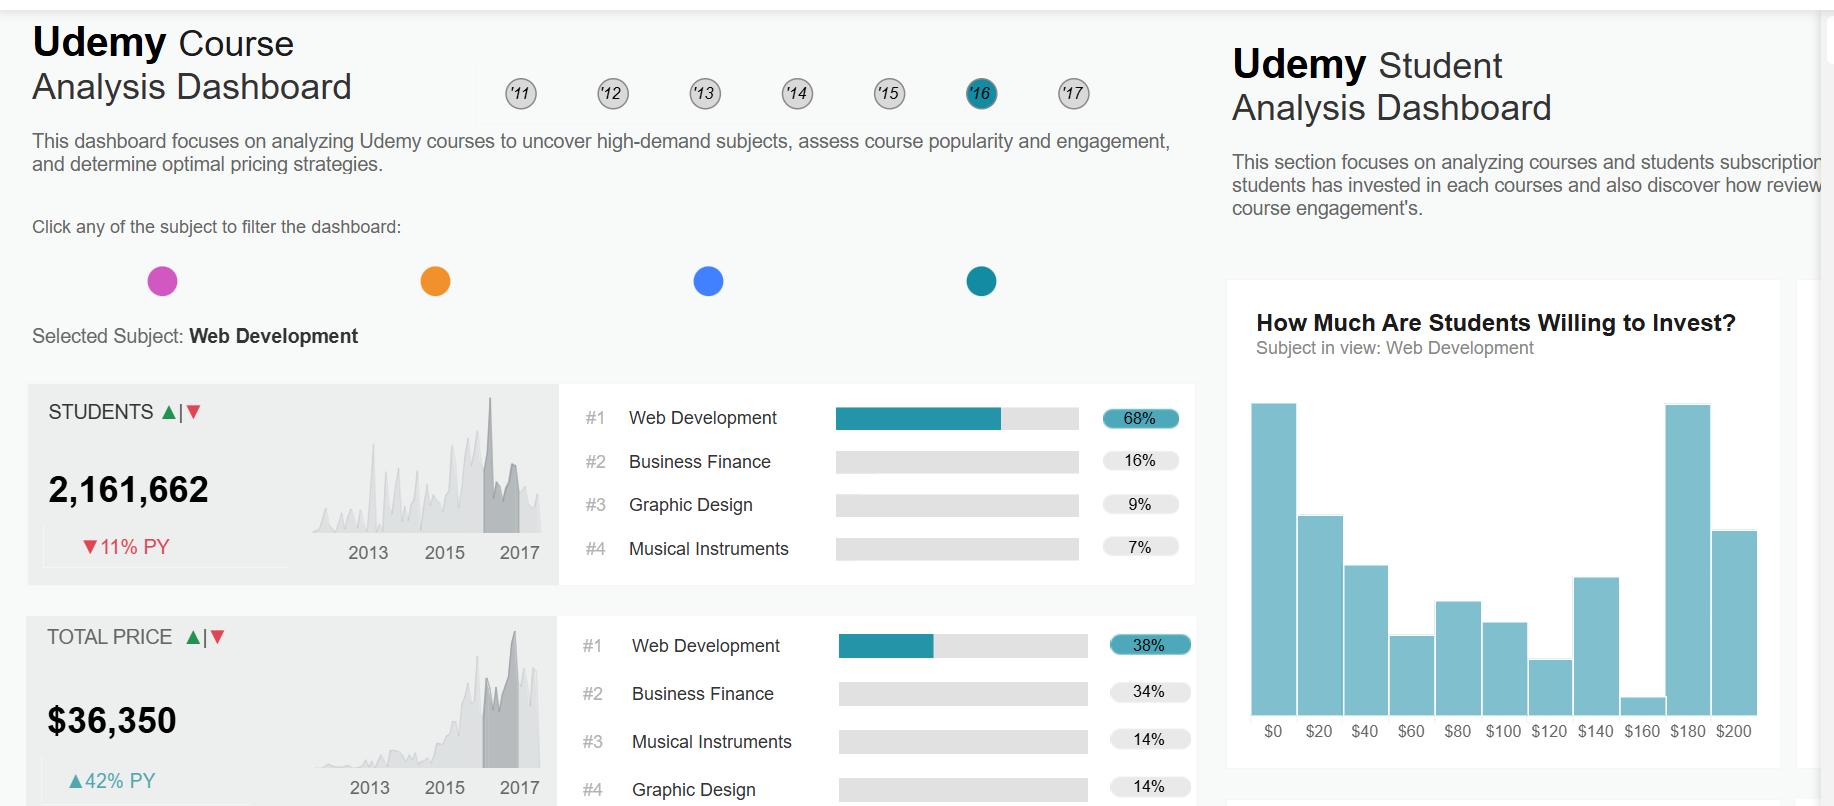 Udemy Course
Analysis Dashboard
'11 '12 '13 '14 '15 '16 '17
This dashboard focuses on analyzing Udemy courses to uncover high-demand subjects, assess course popularity and engagement,
and determine optimal pricing strategies.
Click any of the subject to filter the dashboard:
Selected Subject: Web Development
STUDENTS ▲|▼
2,161,662
▼11% PY
2013 2015 2017
#1 Web Development 68%
#2 Business Finance 16%
#3 Graphic Design 9%
#4 Musical Instruments 7%
TOTAL PRICE ▲|▼
$36,350
▲42% PY
2013 2015 2017
#1 Web Development 38%
#2 Business Finance 34%
#3 Musical Instruments 14%
#4 Graphic Design 14%
Udemy Student
Analysis Dashboard
This section focuses on analyzing courses and students subscription
students has invested in each courses and also discover how review
course engagement's.
How Much Are Students Willing to Invest?
Subject in view: Web Development
$0 $20 $40 $60 $80 $100 $120 $140 $160 $180 $200